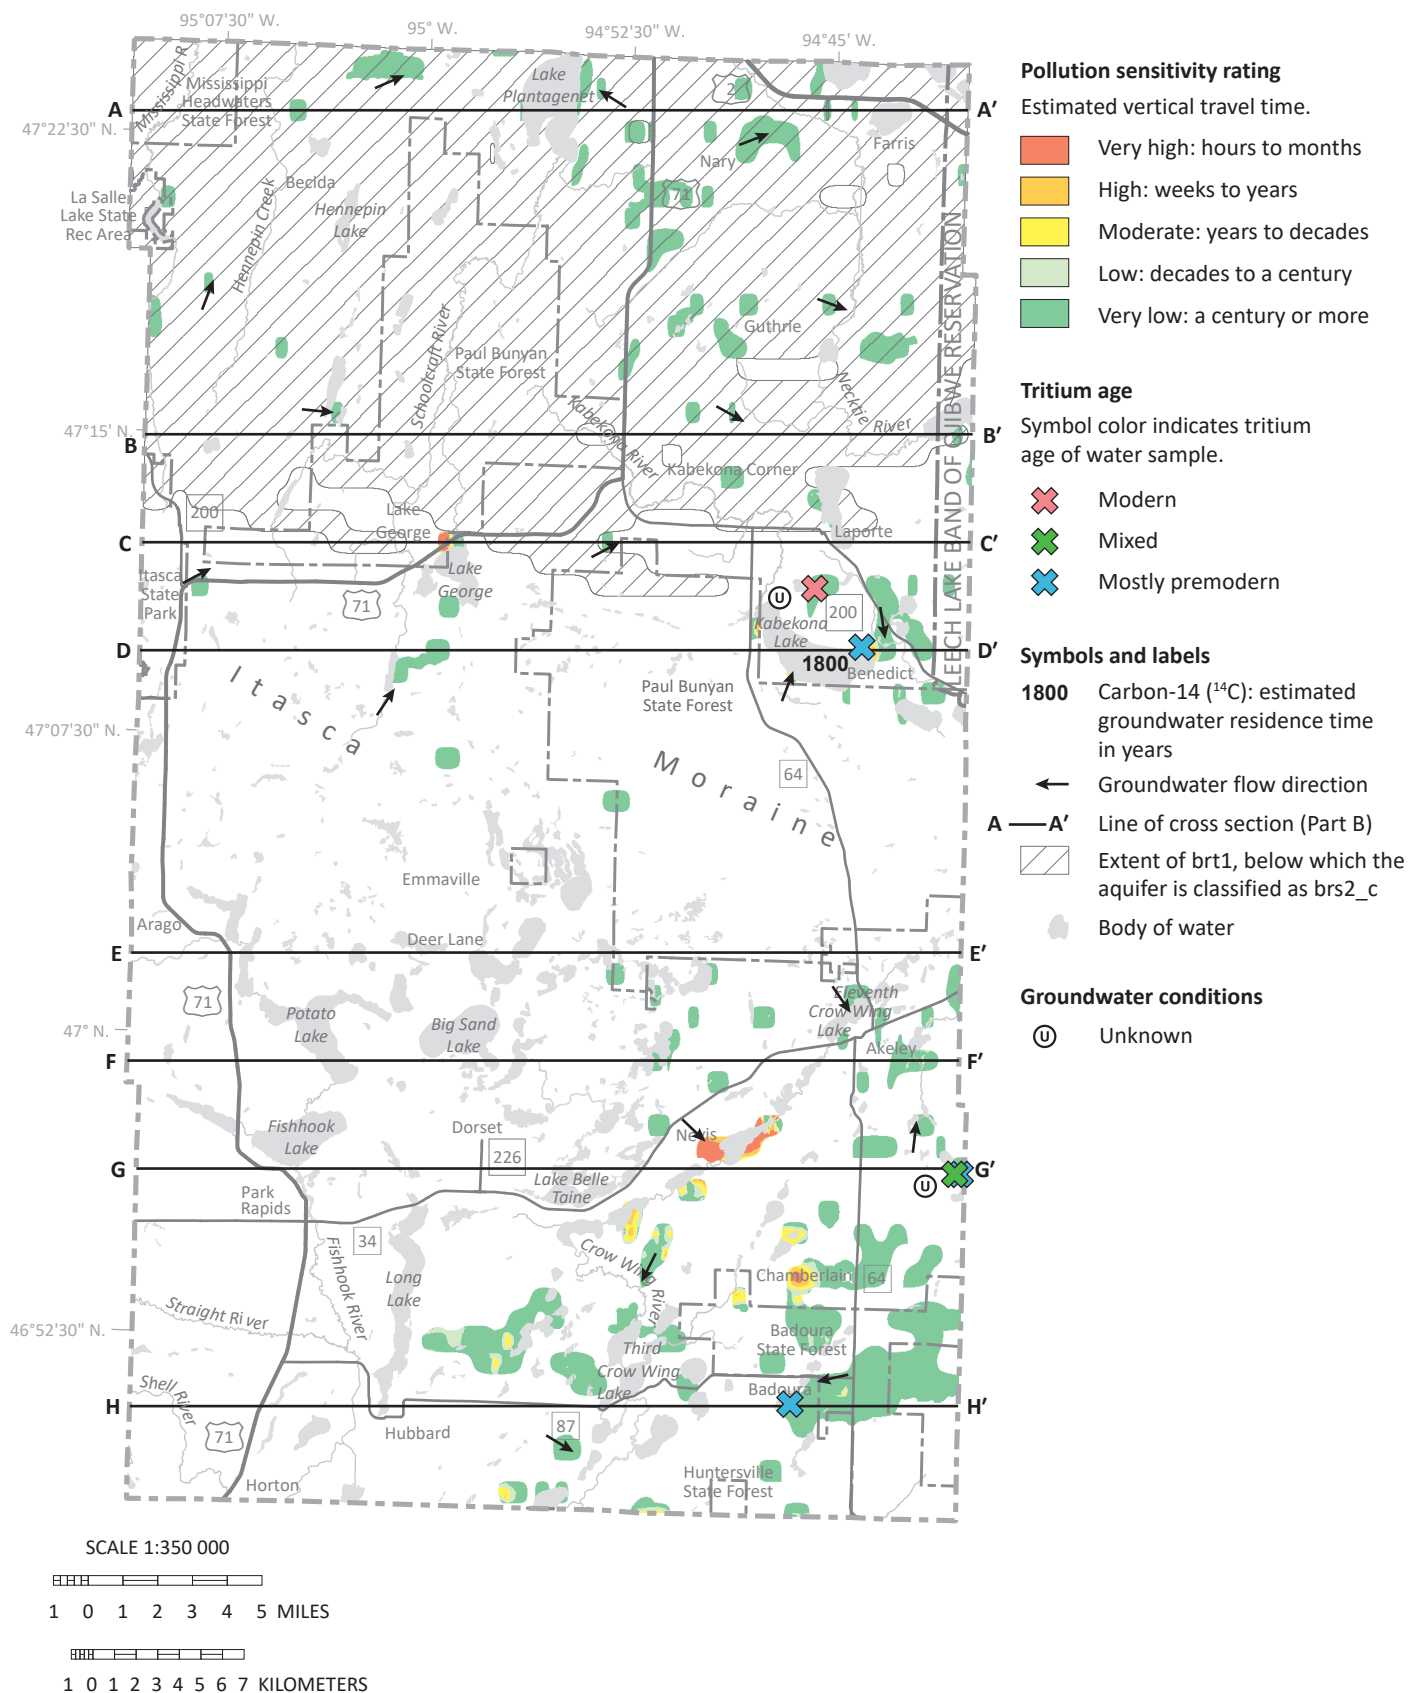 95°07'30" W.
95° W.
94°52'30" W.
94°45' W.
Mississippi R
Mississippi
Headwaters
State Forest
Lake
Plantagenet
2
A
A′
47°22'30" N.
Farris
Nary
Becida
La Salle
Lake State
Rec Area
Hennepin
Lake
71
Hennepin Creek
LEECH LAKE BAND OF OJIBWE RESERVATION
Guthrie
Schoolcraft River
Paul Bunyan
State Forest
Necktie River
Kabekona River
47°15' N.
B
B′
Kabekona Corner
200
Lake
George
Laporte
C
C′
Itasca
State
Park
Lake
George
71
U
200
Kabekona
Lake
D
D′
1800
Benedict
Itasca
Paul Bunyan
State Forest
47°07'30" N.
Moraine
64
Emmaville
Arago
Deer Lane
E
E′
71
Potato
Lake
Big Sand
Lake
Eleventh
Crow Wing
Lake
47° N.
Akeley
F
F′
Fishhook
Lake
Dorset
Nevis
226
G
G′
Lake Belle
Taine
U
Park
Rapids
34
Fishhook River
Crow Wing River
Long
Lake
Chamberlain
64
Straight River
46°52'30" N.
Badoura
State Forest
Third
Crow Wing
Lake
Shell River
Badoura
H
H′
71
Hubbard
87
Horton
Huntersville
State Forest
SCALE 1:350 000
1 0 1 2 3 4 5 MILES
1 0 1 2 3 4 5 6 7 KILOMETERS
Pollution sensitivity rating
Estimated vertical travel time.
Very high: hours to months
High: weeks to years
Moderate: years to decades
Low: decades to a century
Very low: a century or more
Tritium age
Symbol color indicates tritium
age of water sample.
Modern
Mixed
Mostly premodern
Symbols and labels
1800 Carbon-14 (¹⁴C): estimated
groundwater residence time
in years
Groundwater flow direction
A A′ Line of cross section (Part B)
Extent of brt1, below which the
aquifer is classified as brs2_c
Body of water
Groundwater conditions
U Unknown